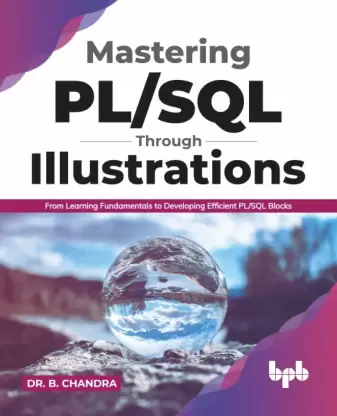 Mastering
PL/SQL
Through
Illustrations
From Learning Fundamentals to Developing Efficient PL/SQL Blocks
DR. B. CHANDRA
bpb